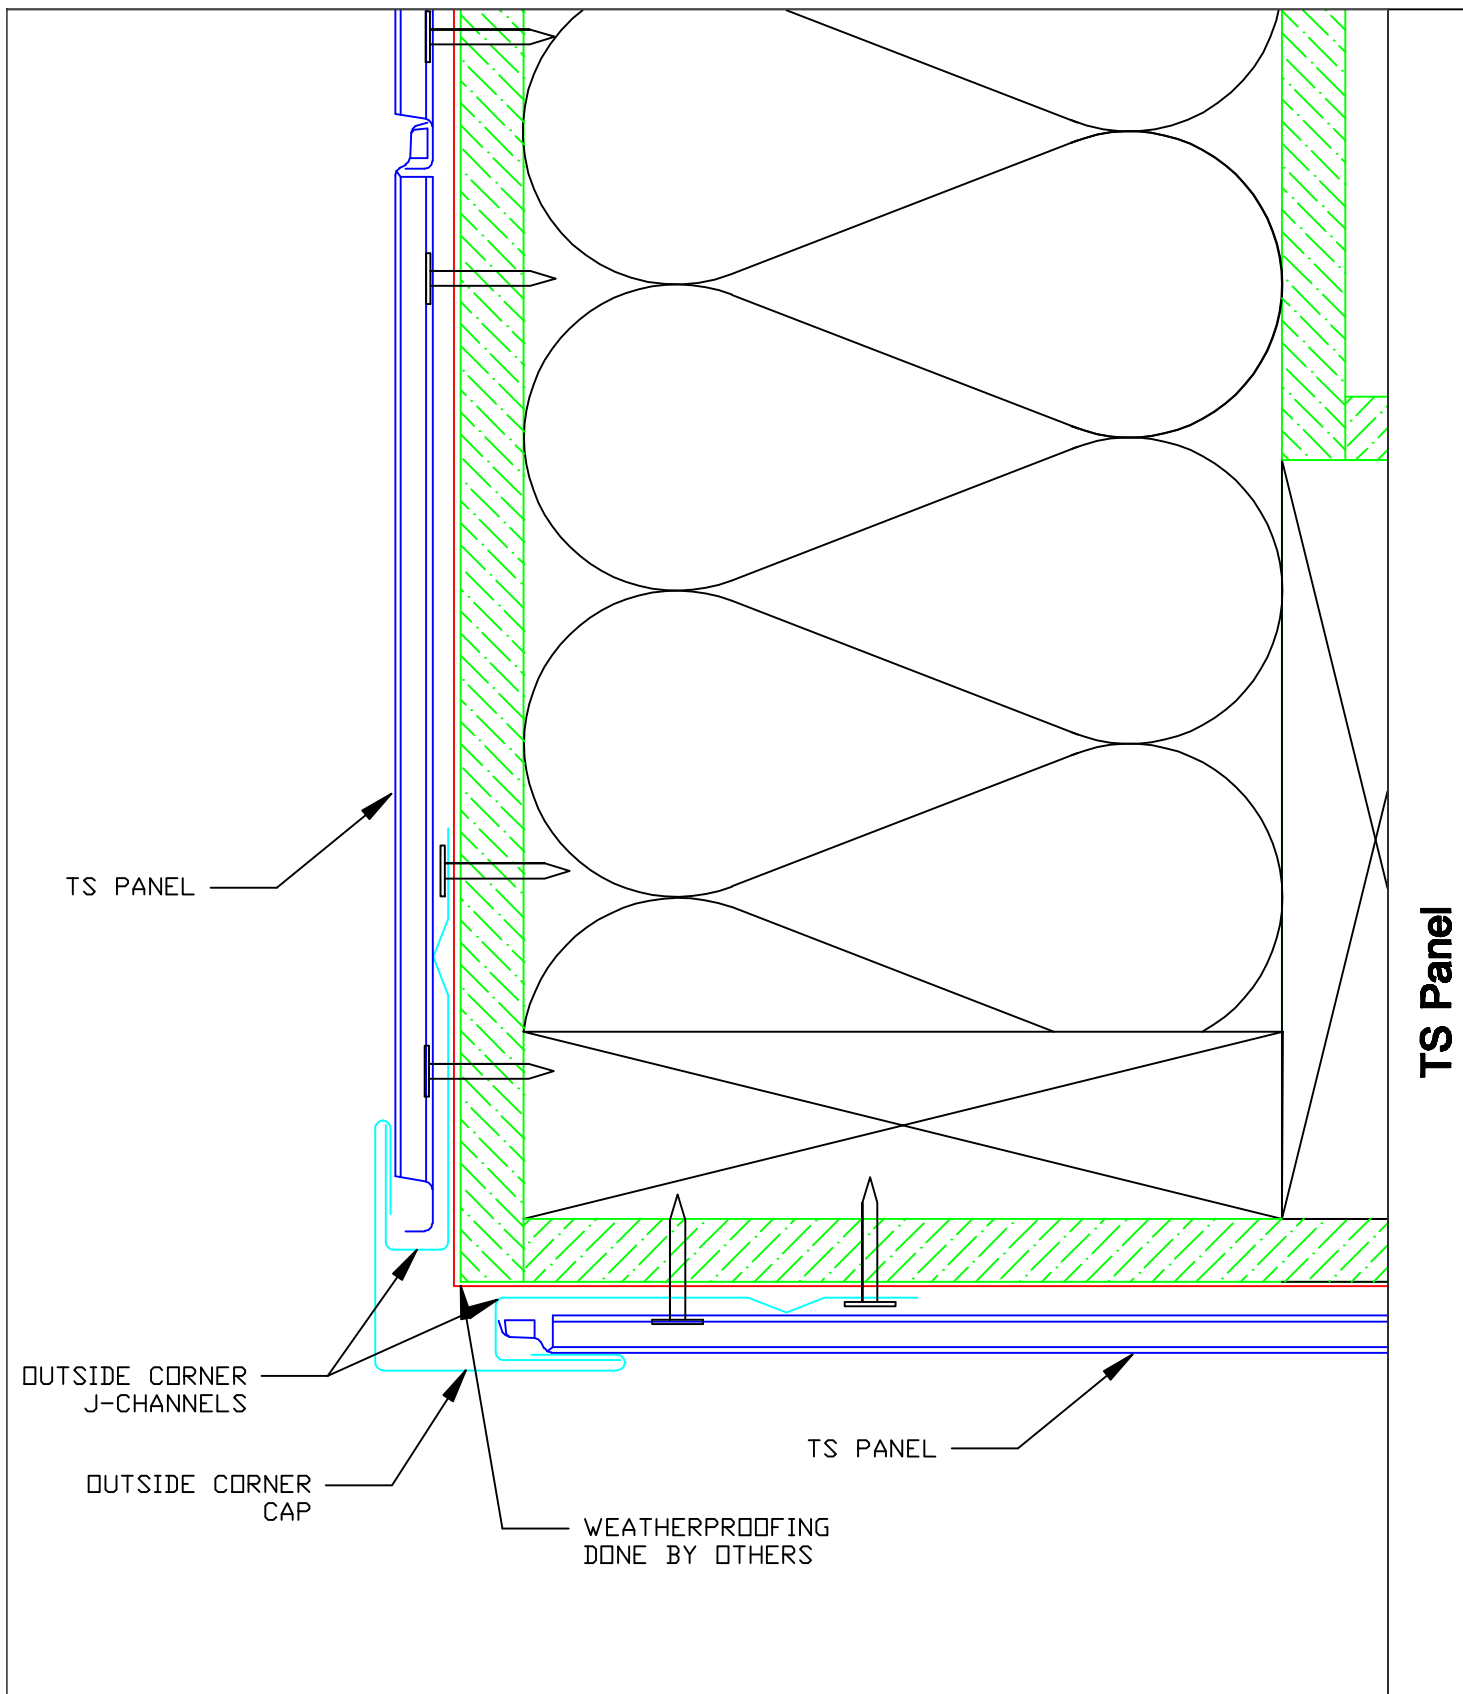 TS PANEL
TS Panel
OUTSIDE CORNER
J-CHANNELS
TS PANEL
OUTSIDE CORNER
CAP
WEATHERPROOFING
DONE BY OTHERS